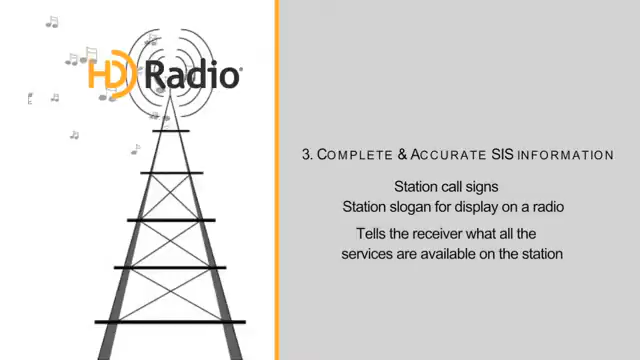 HD Radio®
3. COMPLETE & ACCURATE SIS INFORMATION
Station call signs
Station slogan for display on a radio
Tells the receiver what all the
services are available on the station